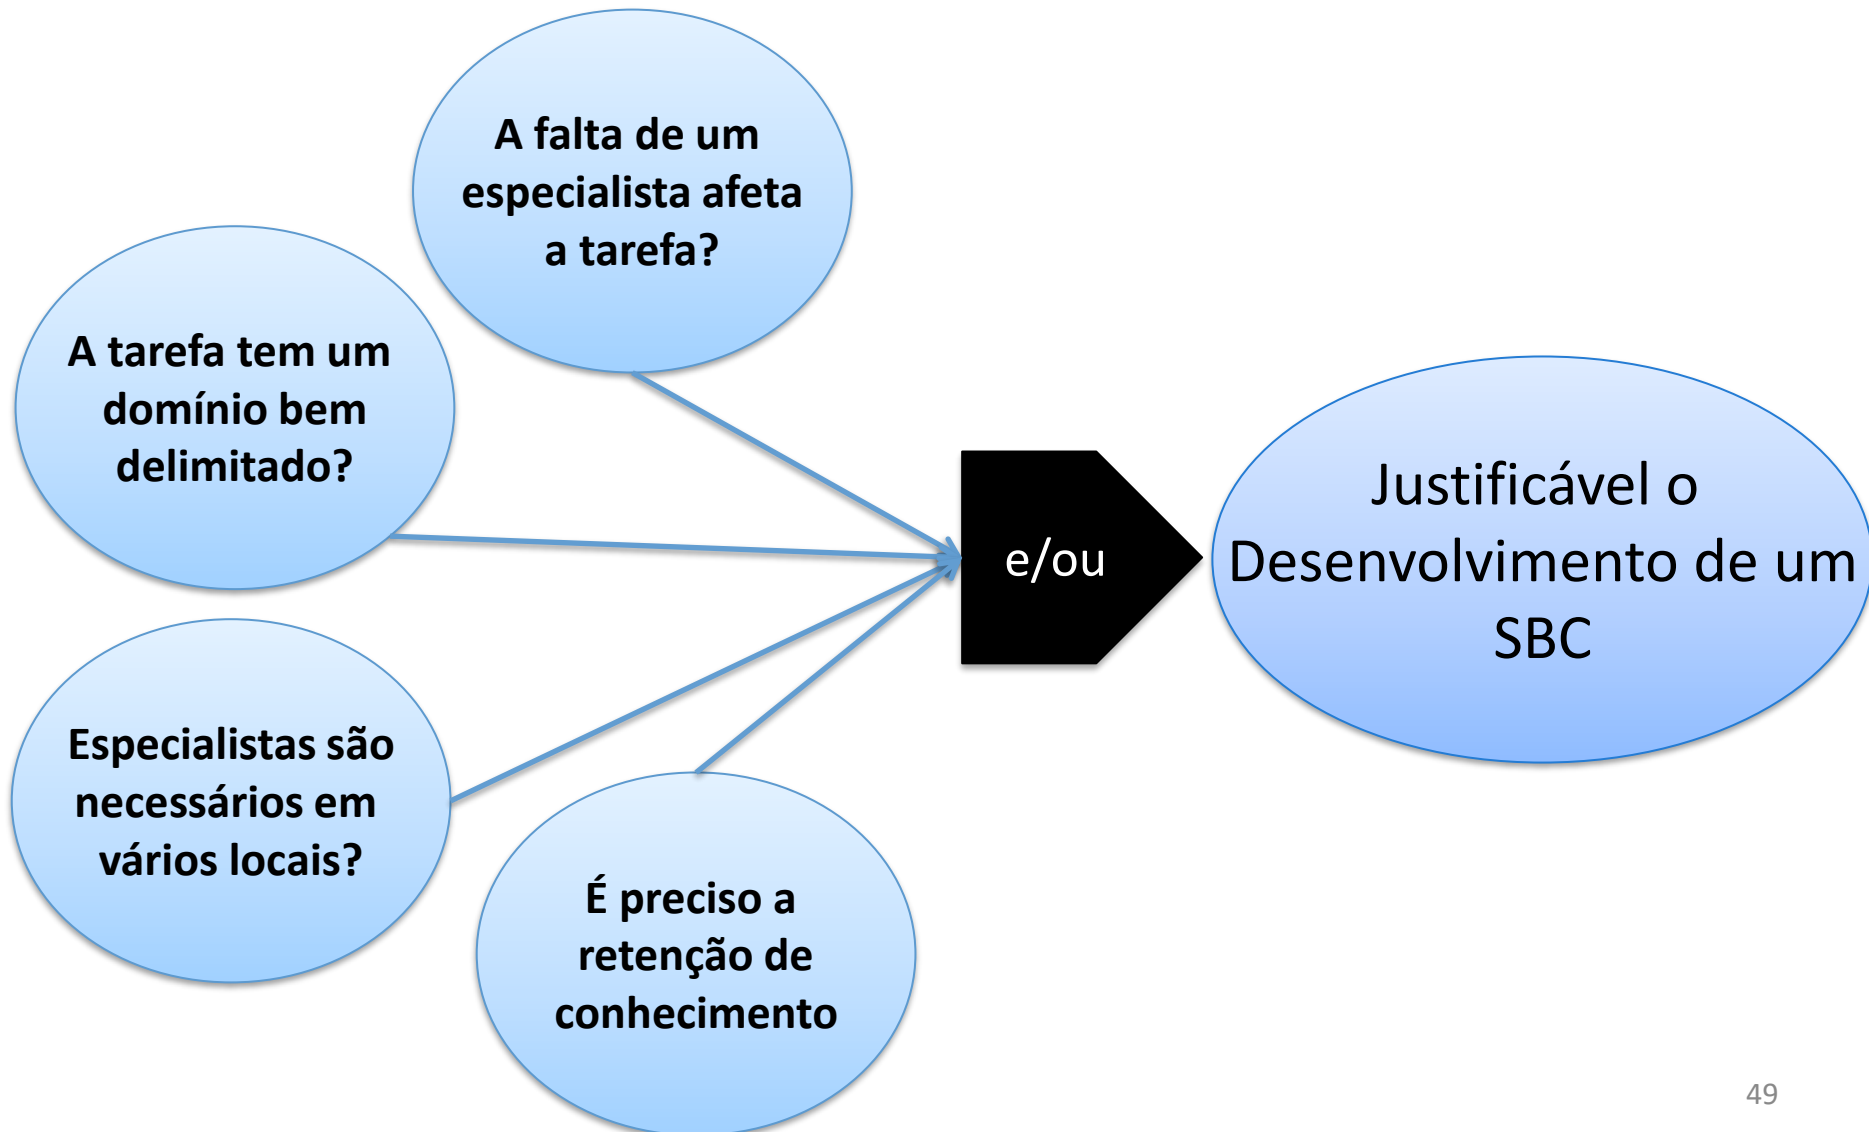 A falta de um
especialista afeta
a tarefa?
A tarefa tem um
domínio bem
delimitado?
Especialistas são
necessários em
vários locais?
É preciso a
retenção de
conhecimento
e/ou
Justificável o
Desenvolvimento de um
SBC
49